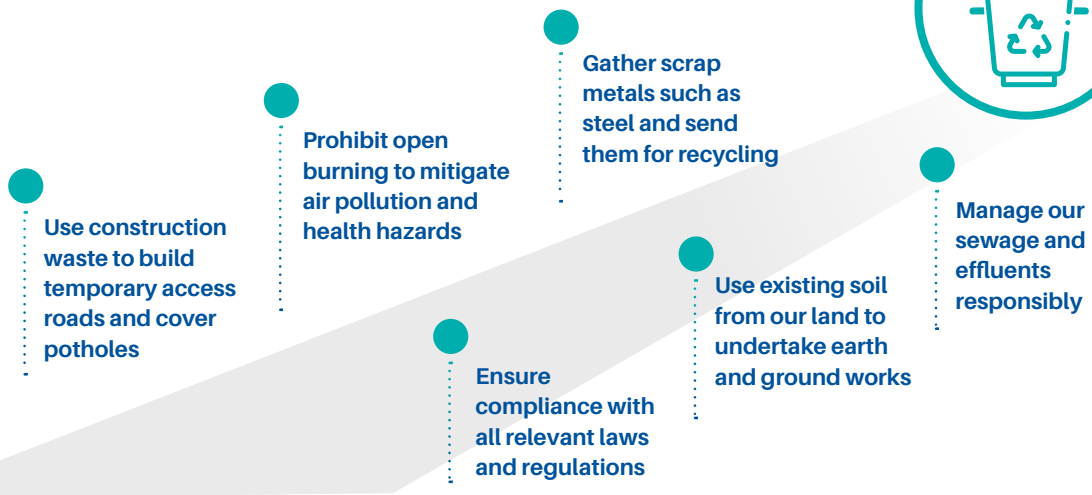 Use construction
waste to build
temporary access
roads and cover
potholes
Prohibit open
burning to mitigate
air pollution and
health hazards
Ensure
compliance with
all relevant laws
and regulations
Gather scrap
metals such as
steel and send
them for recycling
Use existing soil
from our land to
undertake earth
and ground works
Manage our
sewage and
effluents
responsibly